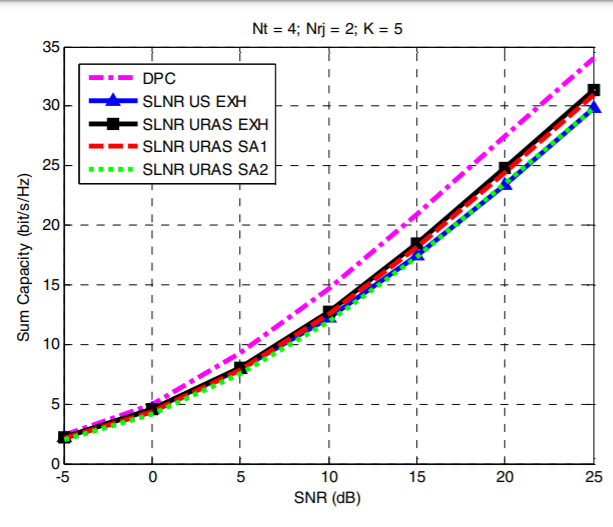 Nt = 4; Nrj = 2; K = 5
35
30
25
20
15
10
5
0
Sum Capacity (bit/s/Hz)
DPC
SLNR US EXH
SLNR URAS EXH
SLNR URAS SA1
SLNR URAS SA2
-5 0 5 10 15 20 25
SNR (dB)